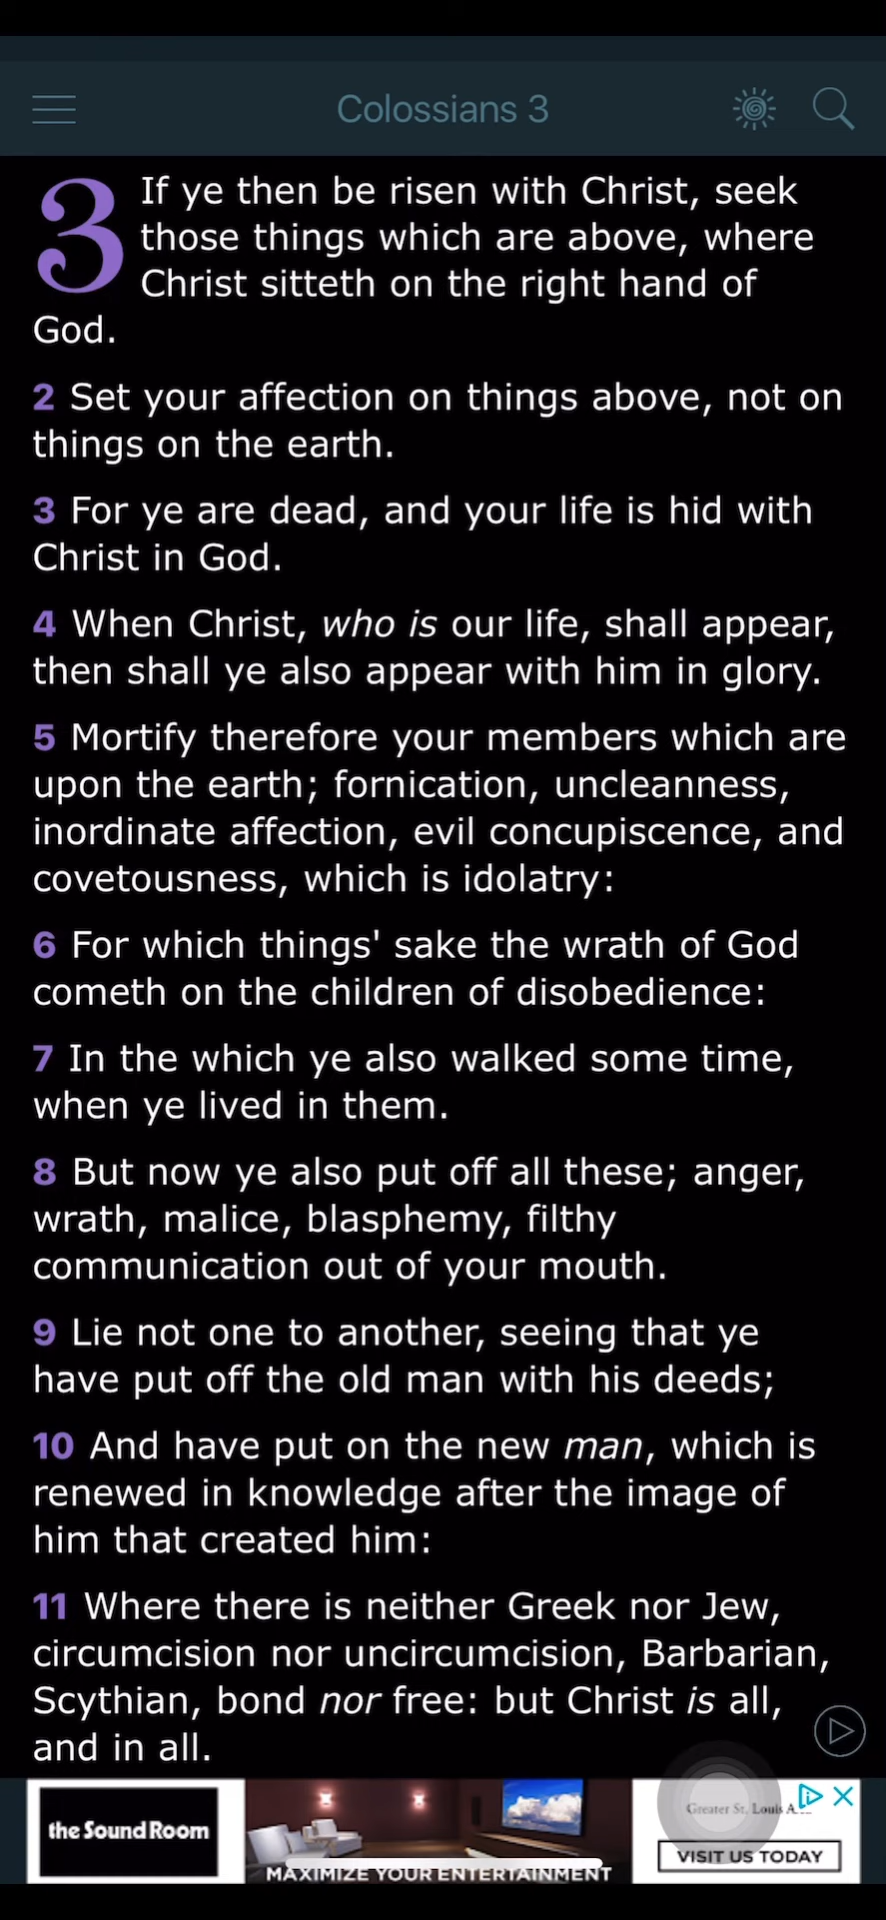 Colossians 3
3 If ye then be risen with Christ, seek
those things which are above, where
Christ sitteth on the right hand of
God.
2 Set your affection on things above, not on
things on the earth.
3 For ye are dead, and your life is hid with
Christ in God.
4 When Christ, who is our life, shall appear,
then shall ye also appear with him in glory.
5 Mortify therefore your members which are
upon the earth; fornication, uncleanness,
inordinate affection, evil concupiscence, and
covetousness, which is idolatry:
6 For which things' sake the wrath of God
cometh on the children of disobedience:
7 In the which ye also walked some time,
when ye lived in them.
8 But now ye also put off all these; anger,
wrath, malice, blasphemy, filthy
communication out of your mouth.
9 Lie not one to another, seeing that ye
have put off the old man with his deeds;
10 And have put on the new man, which is
renewed in knowledge after the image of
him that created him:
11 Where there is neither Greek nor Jew,
circumcision nor uncircumcision, Barbarian,
Scythian, bond nor free: but Christ is all,
and in all.
the Sound Room
MAXIMIZE YOUR ENTERTAINMENT
Greater St. Louis A...
VISIT US TODAY